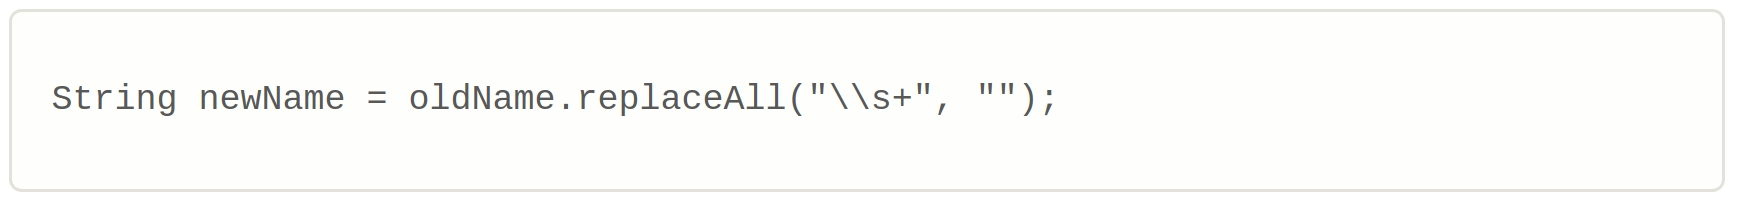 String newName = oldName.replaceAll("\\s+", "");